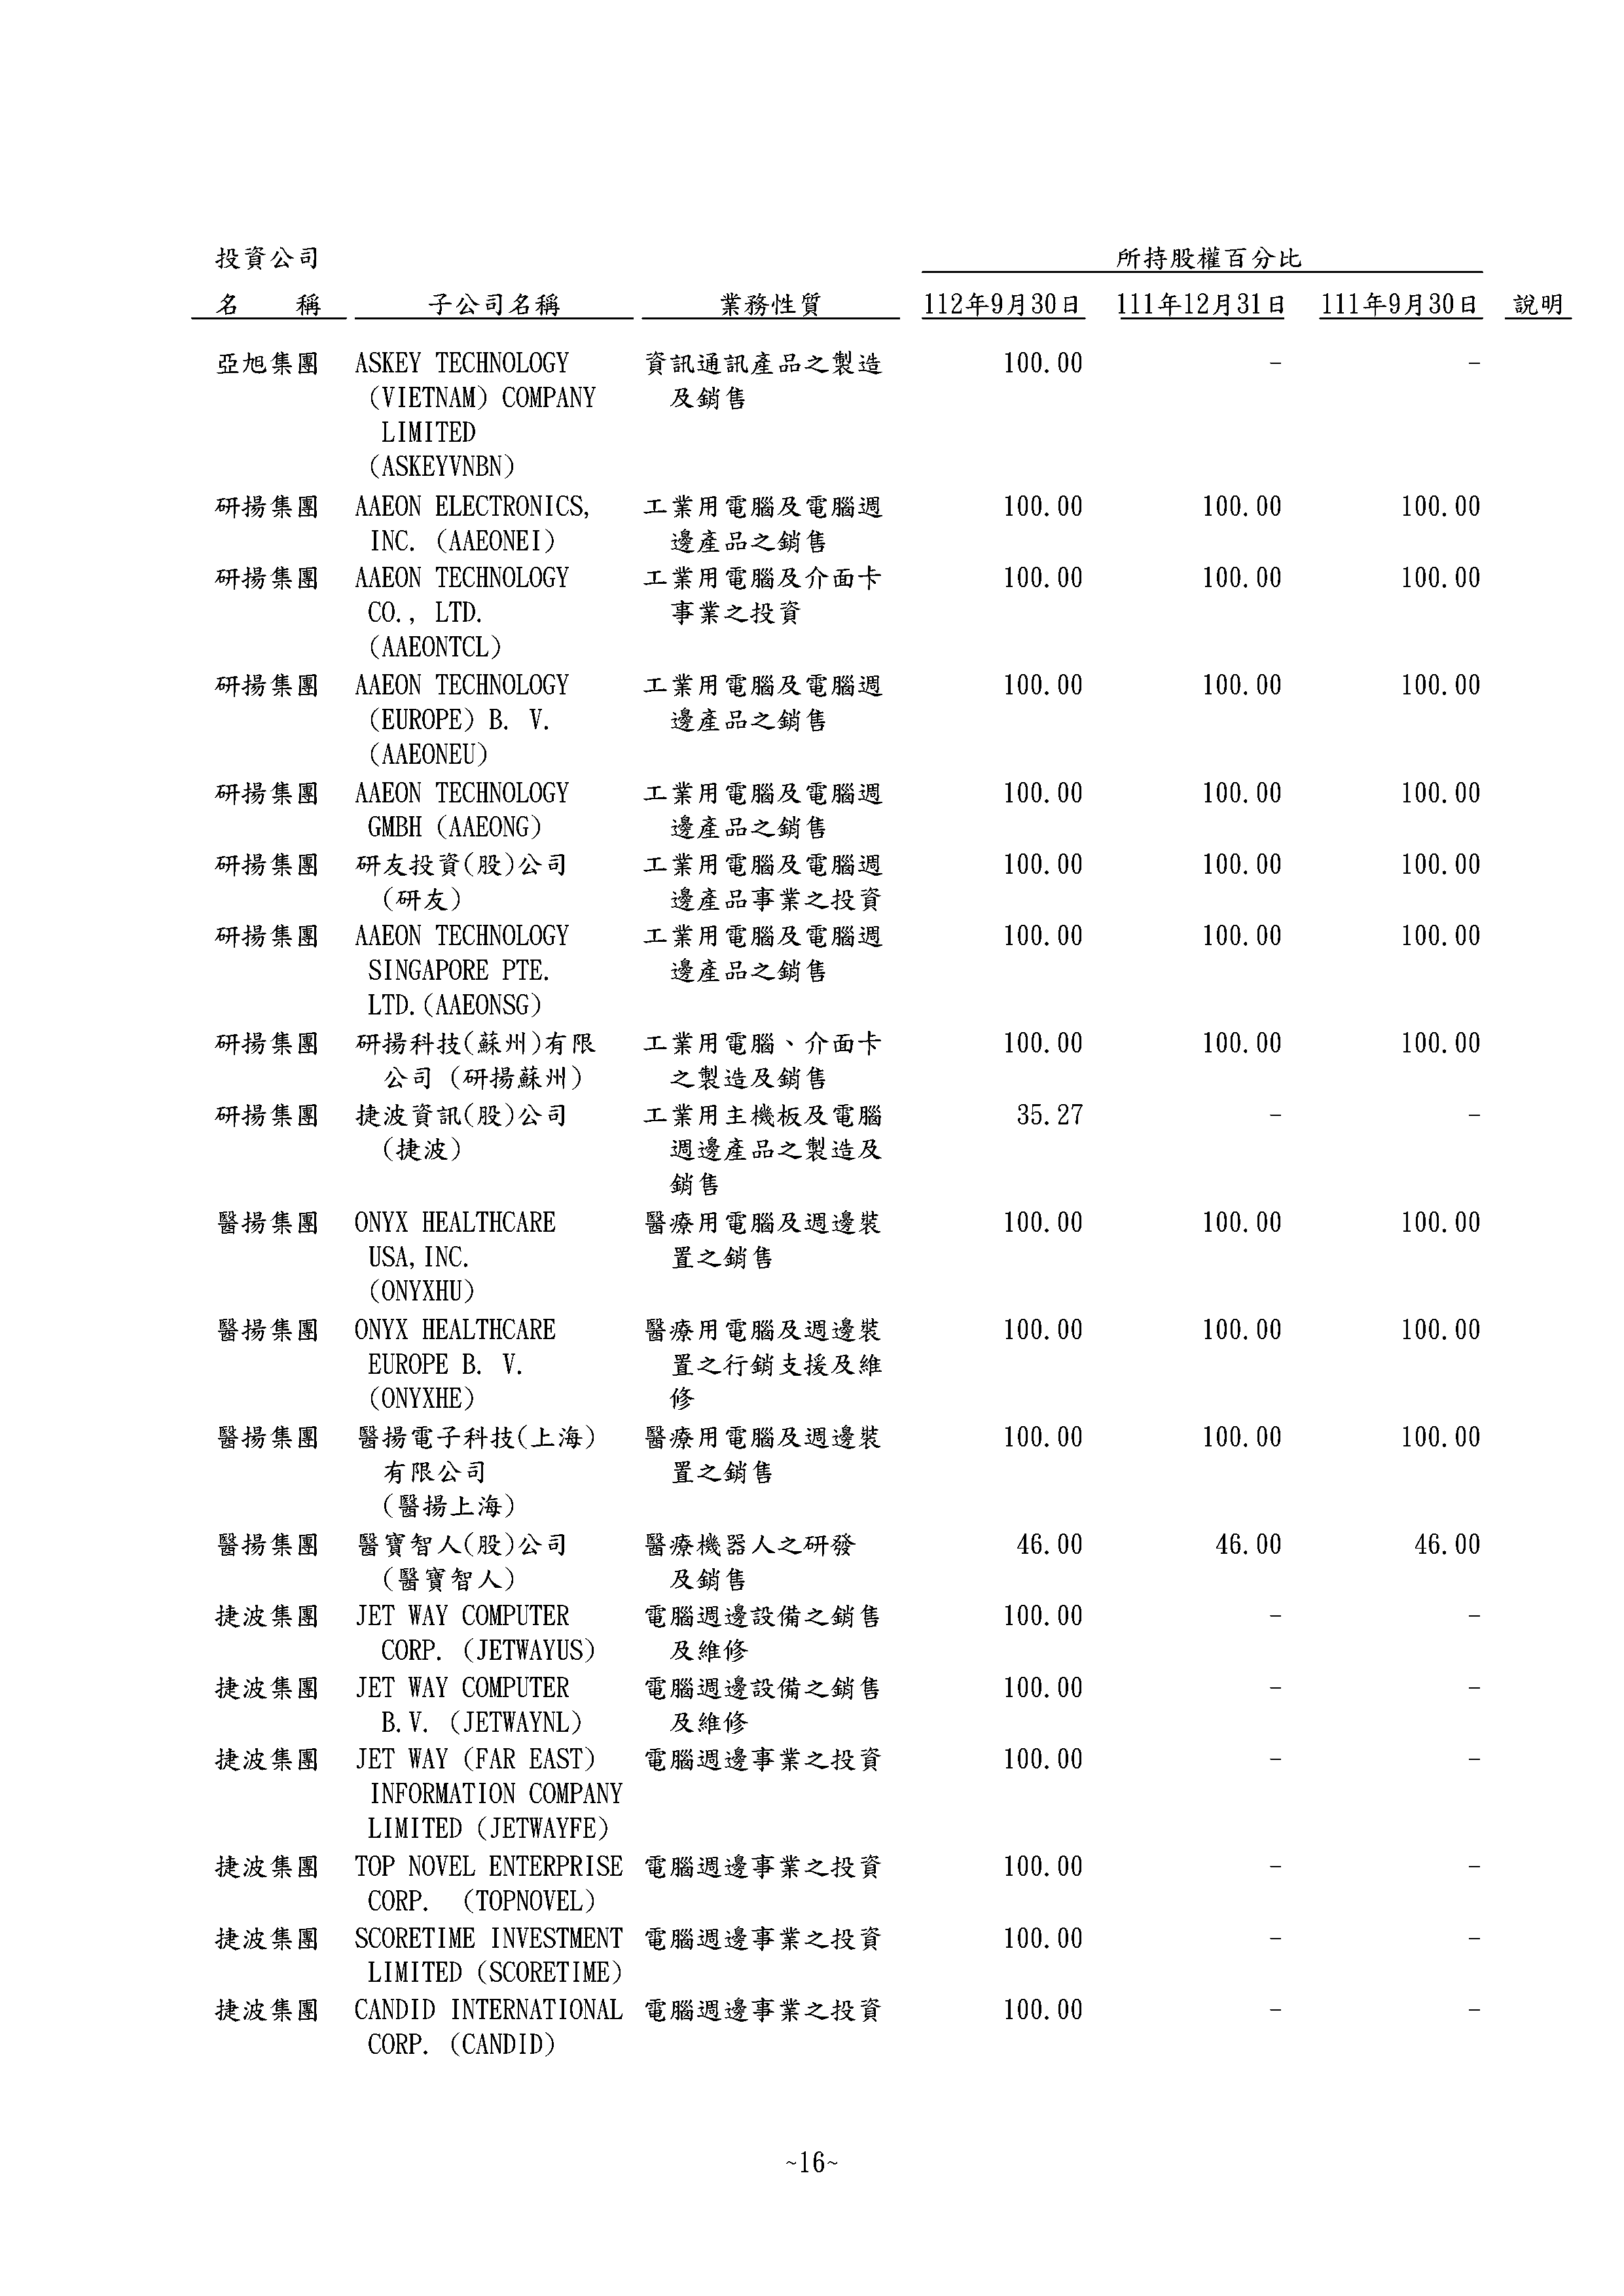 投資公司 所持股權百分比
名 稱 子公司名稱 業務性質 112年9月30日 111年12月31日 111年9月30日 說明
亞旭集團 ASKEY TECHNOLOGY 資訊通訊產品之製造 100.00 - -
(VIETNAM) COMPANY 及銷售
LIMITED
(ASKEYVNBN)
研揚集團 AAEON ELECTRONICS, 工業用電腦及電腦週 100.00 100.00 100.00
INC. (AAEONEI) 邊產品之銷售
研揚集團 AAEON TECHNOLOGY 工業用電腦及介面卡 100.00 100.00 100.00
CO., LTD. 事業之投資
(AAEONTCL)
研揚集團 AAEON TECHNOLOGY 工業用電腦及電腦週 100.00 100.00 100.00
(EUROPE) B. V. 邊產品之銷售
(AAEONEU)
研揚集團 AAEON TECHNOLOGY 工業用電腦及電腦週 100.00 100.00 100.00
GMBH (AAEONG) 邊產品之銷售
研揚集團 研友投資(股)公司 工業用電腦及電腦週 100.00 100.00 100.00
(研友) 邊產品事業之投資
研揚集團 AAEON TECHNOLOGY 工業用電腦及電腦週 100.00 100.00 100.00
SINGAPORE PTE. 邊產品之銷售
LTD.(AAEONSG)
研揚集團 研揚科技(蘇州)有限 工業用電腦、介面卡 100.00 100.00 100.00
公司 (研揚蘇州) 之製造及銷售
研揚集團 捷波資訊(股)公司 工業用主機板及電腦 35.27 - -
(捷波) 週邊產品之製造及
銷售
醫揚集團 ONYX HEALTHCARE 醫療用電腦及週邊裝 100.00 100.00 100.00
USA,INC. 置之銷售
(ONYXHU)
醫揚集團 ONYX HEALTHCARE 醫療用電腦及週邊裝 100.00 100.00 100.00
EUROPE B. V. 置之行銷支援及維
(ONYXHE) 修
醫揚集團 醫揚電子科技(上海) 醫療用電腦及週邊裝 100.00 100.00 100.00
有限公司 置之銷售
(醫揚上海)
醫揚集團 醫寶智人(股)公司 醫療機器人之研發 46.00 46.00 46.00
(醫寶智人) 及銷售
捷波集團 JET WAY COMPUTER 電腦週邊設備之銷售 100.00 - -
CORP. (JETWAYUS) 及維修
捷波集團 JET WAY COMPUTER 電腦週邊設備之銷售 100.00 - -
B.V. (JETWAYNL) 及維修
捷波集團 JET WAY (FAR EAST) 電腦週邊事業之投資 100.00 - -
INFORMATION COMPANY
LIMITED (JETWAYFE)
捷波集團 TOP NOVEL ENTERPRISE 電腦週邊事業之投資 100.00 - -
CORP. (TOPNOVEL)
捷波集團 SCORETIME INVESTMENT 電腦週邊事業之投資 100.00 - -
LIMITED (SCORETIME)
捷波集團 CANDID INTERNATIONAL 電腦週邊事業之投資 100.00 - -
CORP. (CANDID)
~16~